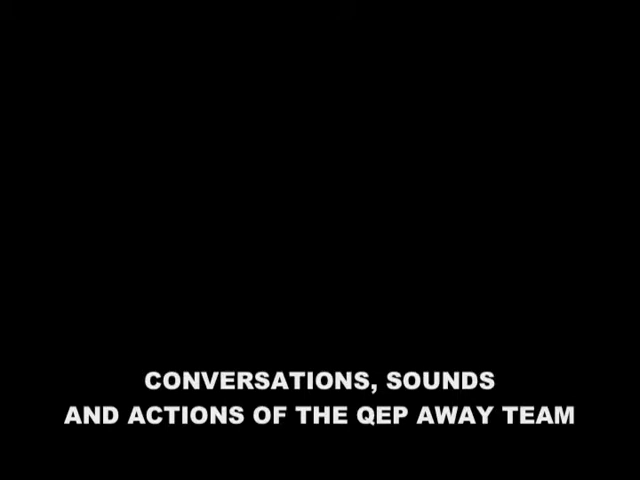 CONVERSATIONS, SOUNDS
AND ACTIONS OF THE QEP AWAY TEAM